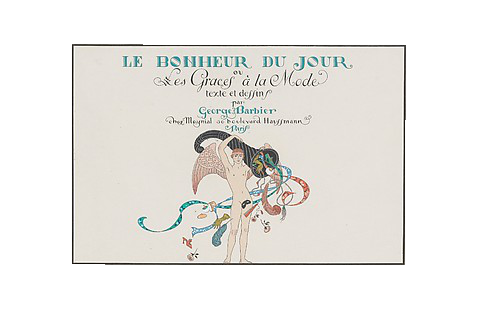 LE BONHEUR DU JOUR
ou
Les Graces à la Mode
texte et dessins
par
George Barbier
chez Meynial 30 boulevard Haussmann
Paris